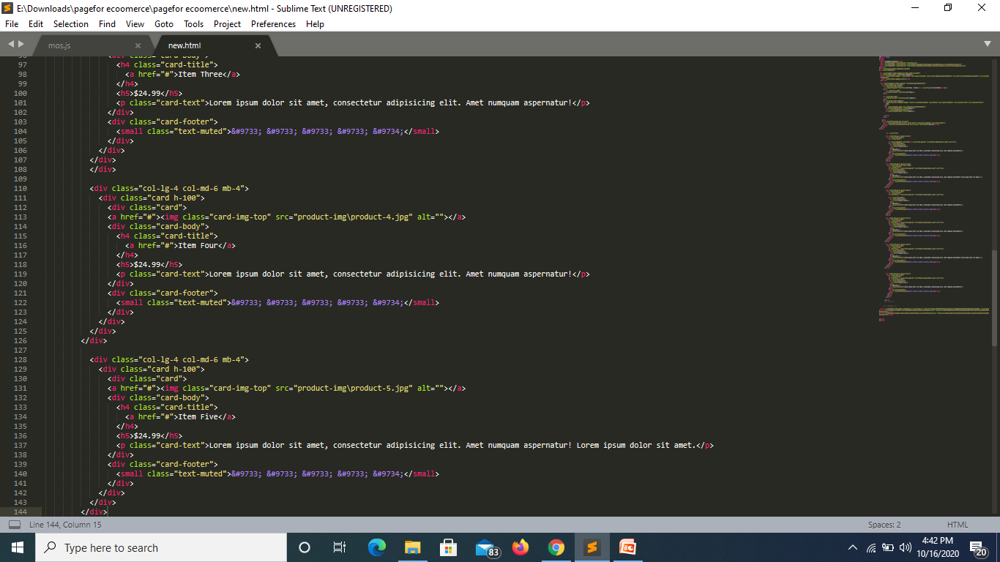 E:\Downloads\pagefor ecoomerce\pagefor ecoomerce\new.html - Sublime Text (UNREGISTERED)
File Edit Selection Find View Goto Tools Project Preferences Help
mos.js new.html
96 <div class="card-body">
97 <h4 class="card-title">
98 <a href="#">Item Three</a>
99 </h4>
100 <h5>$24.99</h5>
101 <p class="card-text">Lorem ipsum dolor sit amet, consectetur adipisicing elit. Amet numquam aspernatur!</p>
102 </div>
103 <div class="card-footer">
104 <small class="text-muted">&#9733; &#9733; &#9733; &#9733; &#9734;</small>
105 </div>
106 </div>
107 </div>
108 </div>
109
110 <div class="col-lg-4 col-md-6 mb-4">
111 <div class="card h-100">
112 <div class="card">
113 <a href="#"><img class="card-img-top" src="product-img\product-4.jpg" alt=""></a>
114 <div class="card-body">
115 <h4 class="card-title">
116 <a href="#">Item Four</a>
117 </h4>
118 <h5>$24.99</h5>
119 <p class="card-text">Lorem ipsum dolor sit amet, consectetur adipisicing elit. Amet numquam aspernatur!</p>
120 </div>
121 <div class="card-footer">
122 <small class="text-muted">&#9733; &#9733; &#9733; &#9733; &#9734;</small>
123 </div>
124 </div>
125 </div>
126 </div>
127
128 <div class="col-lg-4 col-md-6 mb-4">
129 <div class="card h-100">
130 <div class="card">
131 <a href="#"><img class="card-img-top" src="product-img\product-5.jpg" alt=""></a>
132 <div class="card-body">
133 <h4 class="card-title">
134 <a href="#">Item Five</a>
135 </h4>
136 <h5>$24.99</h5>
137 <p class="card-text">Lorem ipsum dolor sit amet, consectetur adipisicing elit. Amet numquam aspernatur! Lorem ipsum dolor sit amet.</p>
138 </div>
139 <div class="card-footer">
140 <small class="text-muted">&#9733; &#9733; &#9733; &#9733; &#9734;</small>
141 </div>
142 </div>
143 </div>
144 </div>
Line 144, Column 15 Spaces: 2 HTML
Type here to search 83 4:42 PM
10/16/2020 20